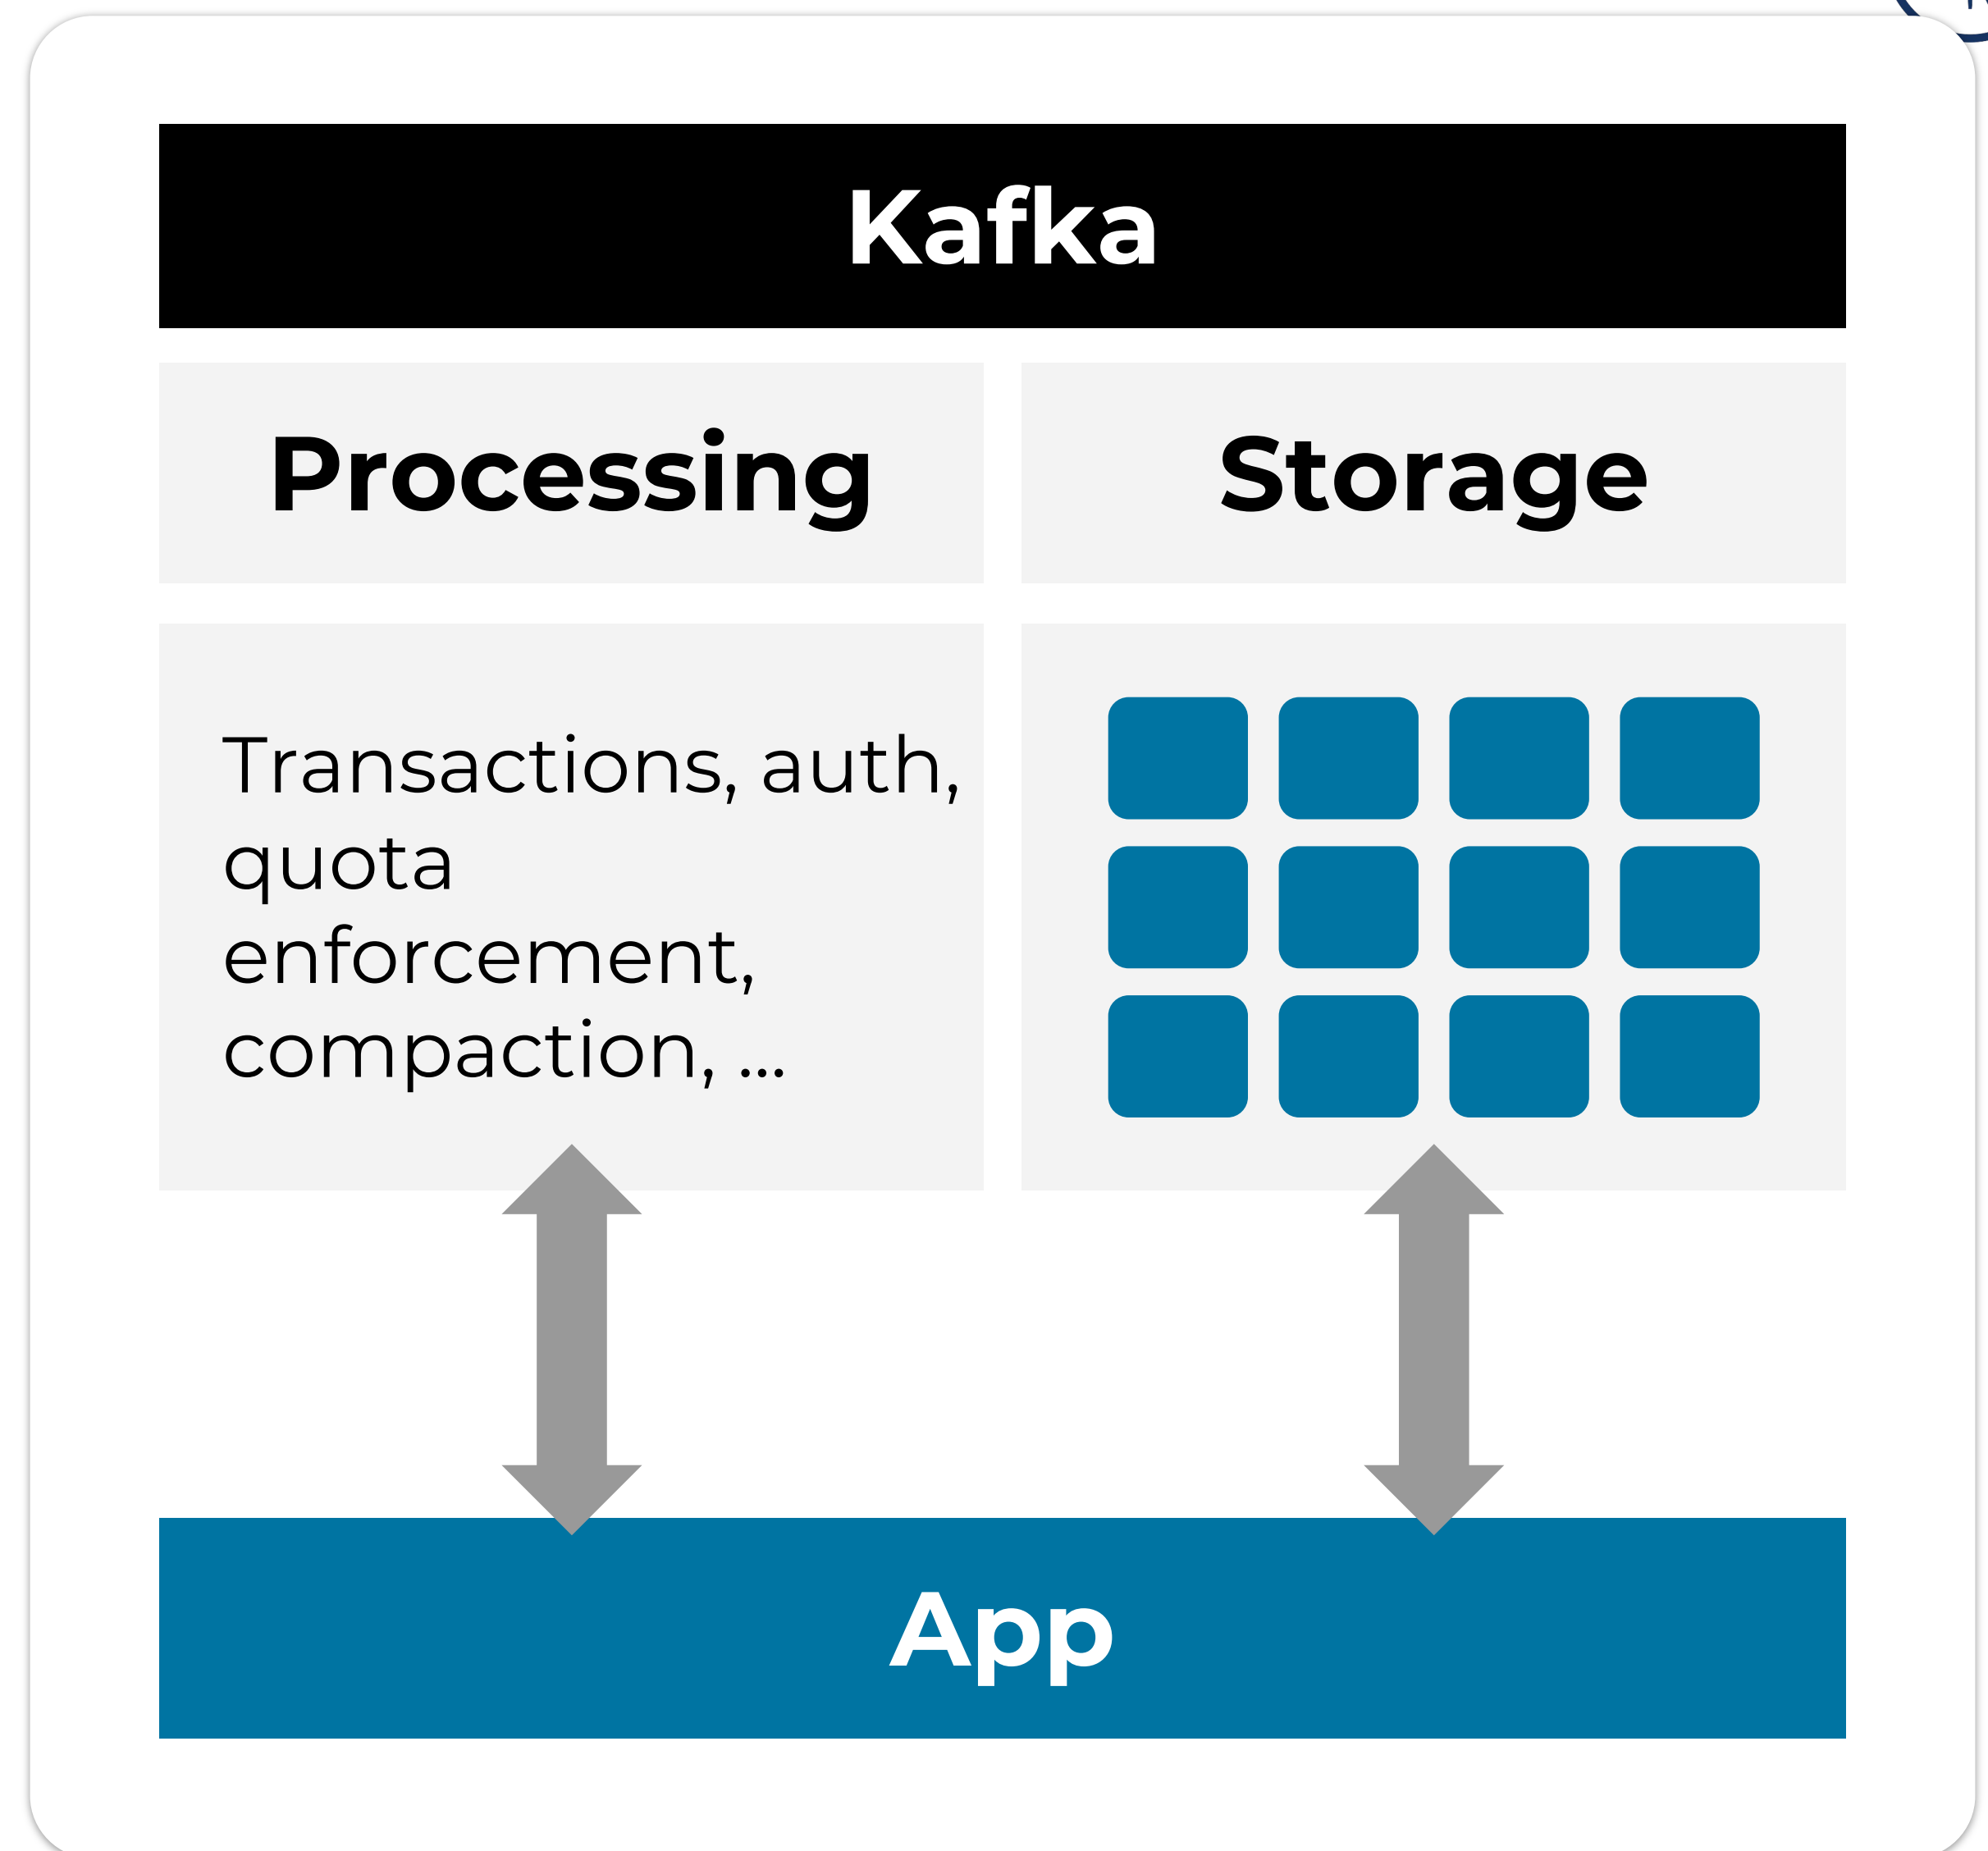 Kafka
Processing
Storage
Transactions, auth,
quota
enforcement,
compaction, ...
App